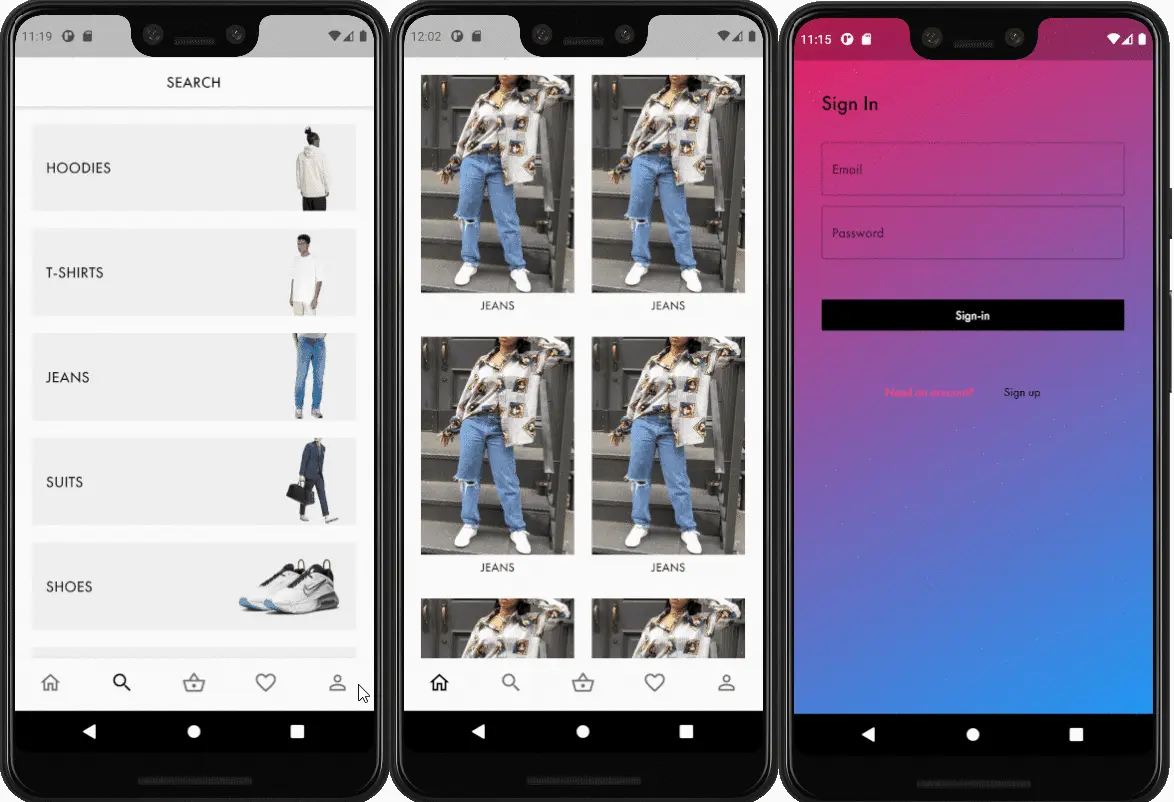 11:19
SEARCH
HOODIES
T-SHIRTS
JEANS
SUITS
SHOES
12:02
JEANS
JEANS
JEANS
JEANS
11:15
Sign In
Email
Password
Sign-in
Need an account?
Sign up